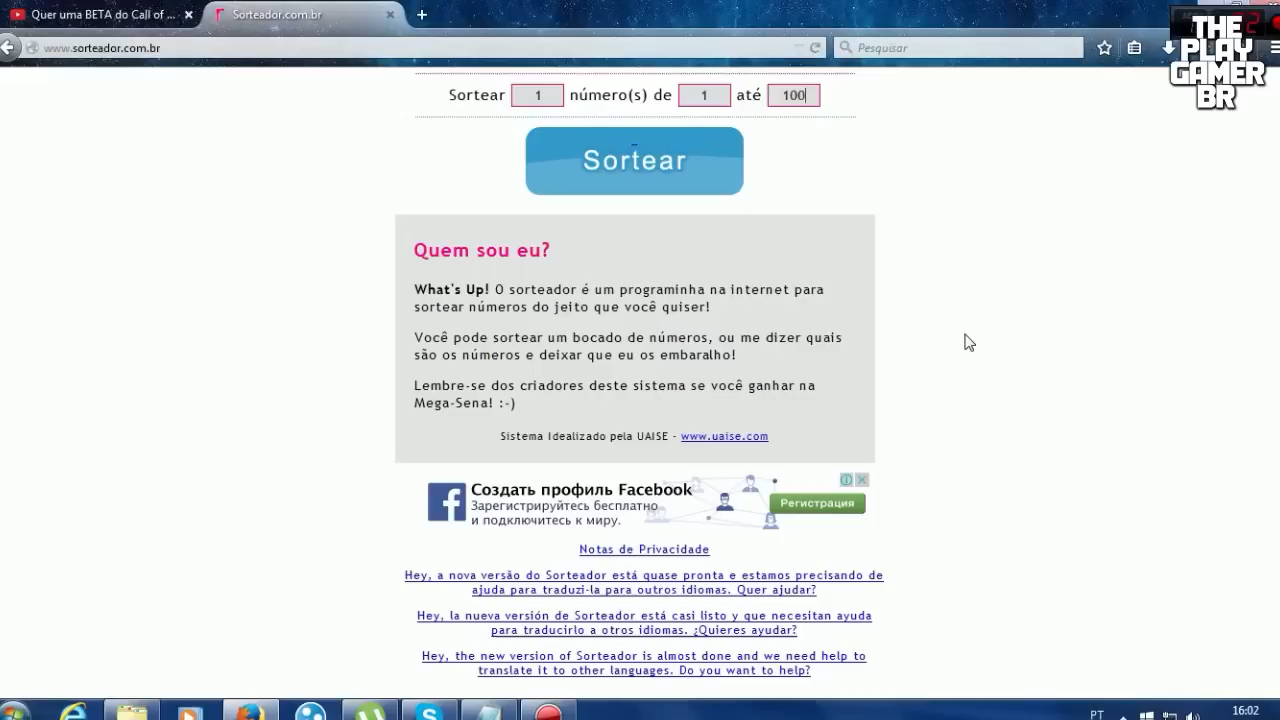 Quer uma BETA do Call of ...
Sorteador.com.br
www.sorteador.com.br
Pesquisar
THE
PLAY
GAMER
BR
Sortear 1 número(s) de 1 até 100
Sortear
Quem sou eu?
What's Up! O sorteador é um programinha na internet para
sortear números do jeito que você quiser!
Você pode sortear um bocado de números, ou me dizer quais
são os números e deixar que eu os embaralho!
Lembre-se dos criadores deste sistema se você ganhar na
Mega-Sena! :-)
Sistema Idealizado pela UAISE - www.uaise.com
Создать профиль Facebook
Зарегистрируйтесь бесплатно
и подключитесь к миру.
Регистрация
Notas de Privacidade
Hey, a nova versão do Sorteador está quase pronta e estamos precisando de
ajuda para traduzi-la para outros idiomas. Quer ajudar?
Hey, la nueva versión de Sorteador está casi listo y que necesitan ayuda
para traducirlo a otros idiomas. ¿Quieres ayudar?
Hey, the new version of Sorteador is almost done and we need help to
translate it to other languages. Do you want to help?
PT
16:02